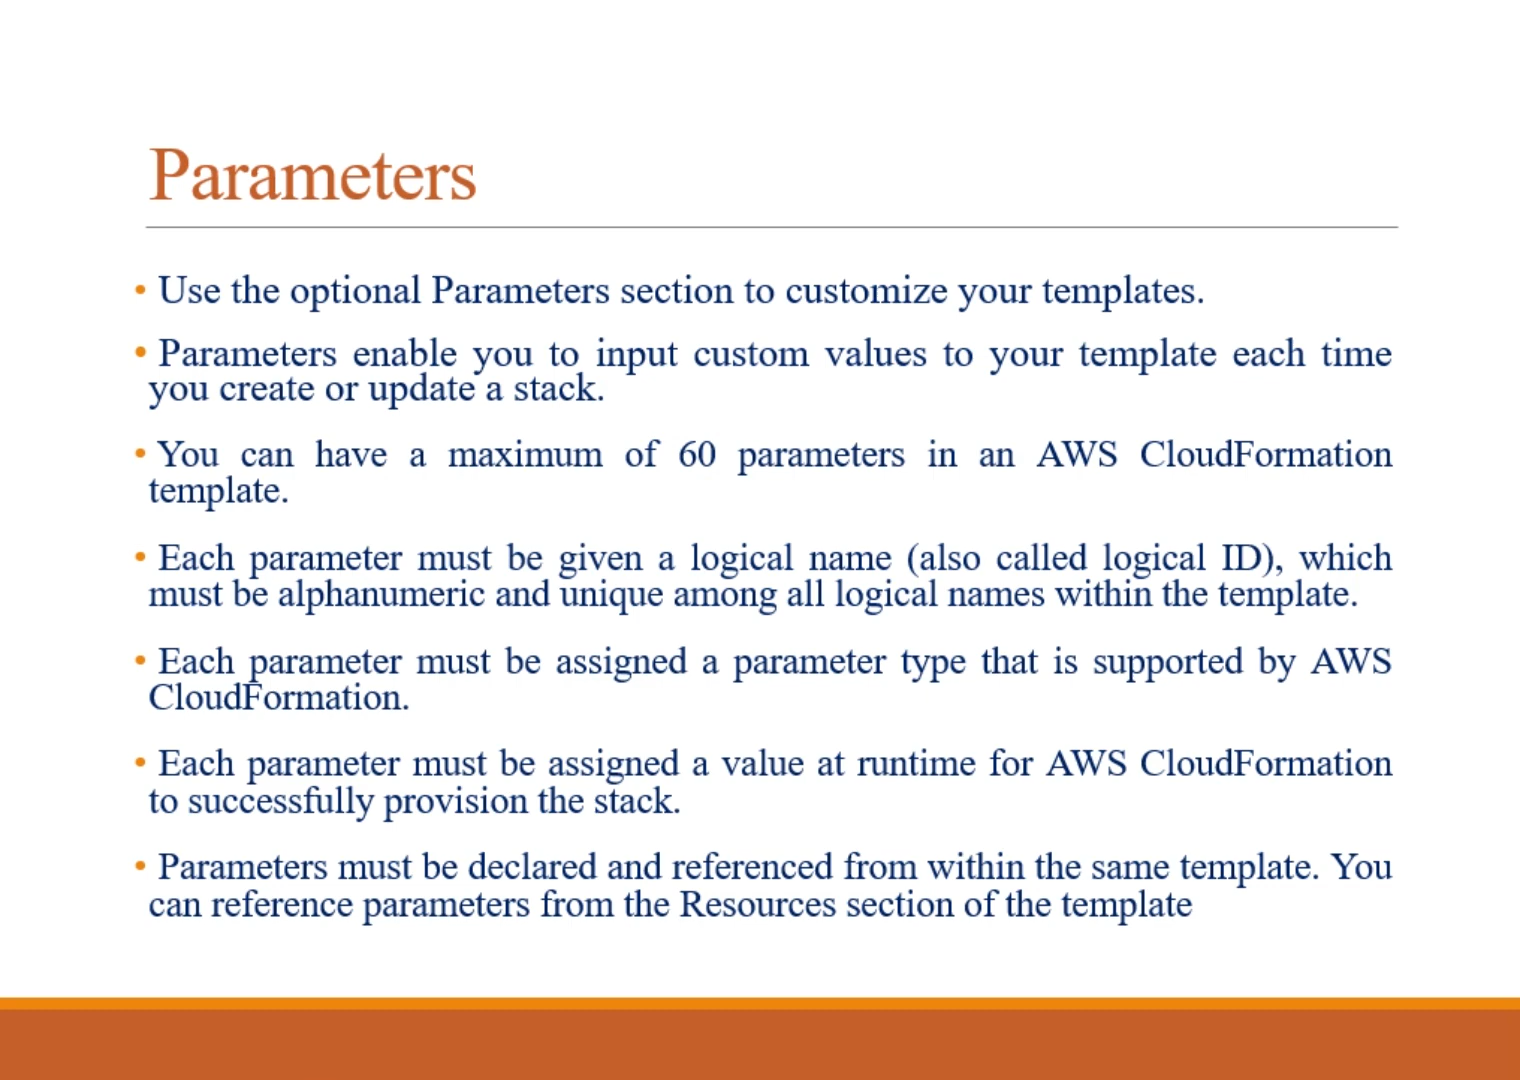 Parameters
• Use the optional Parameters section to customize your templates.
• Parameters enable you to input custom values to your template each time
you create or update a stack.
• You can have a maximum of 60 parameters in an AWS CloudFormation
template.
• Each parameter must be given a logical name (also called logical ID), which
must be alphanumeric and unique among all logical names within the template.
• Each parameter must be assigned a parameter type that is supported by AWS
CloudFormation.
• Each parameter must be assigned a value at runtime for AWS CloudFormation
to successfully provision the stack.
• Parameters must be declared and referenced from within the same template. You
can reference parameters from the Resources section of the template